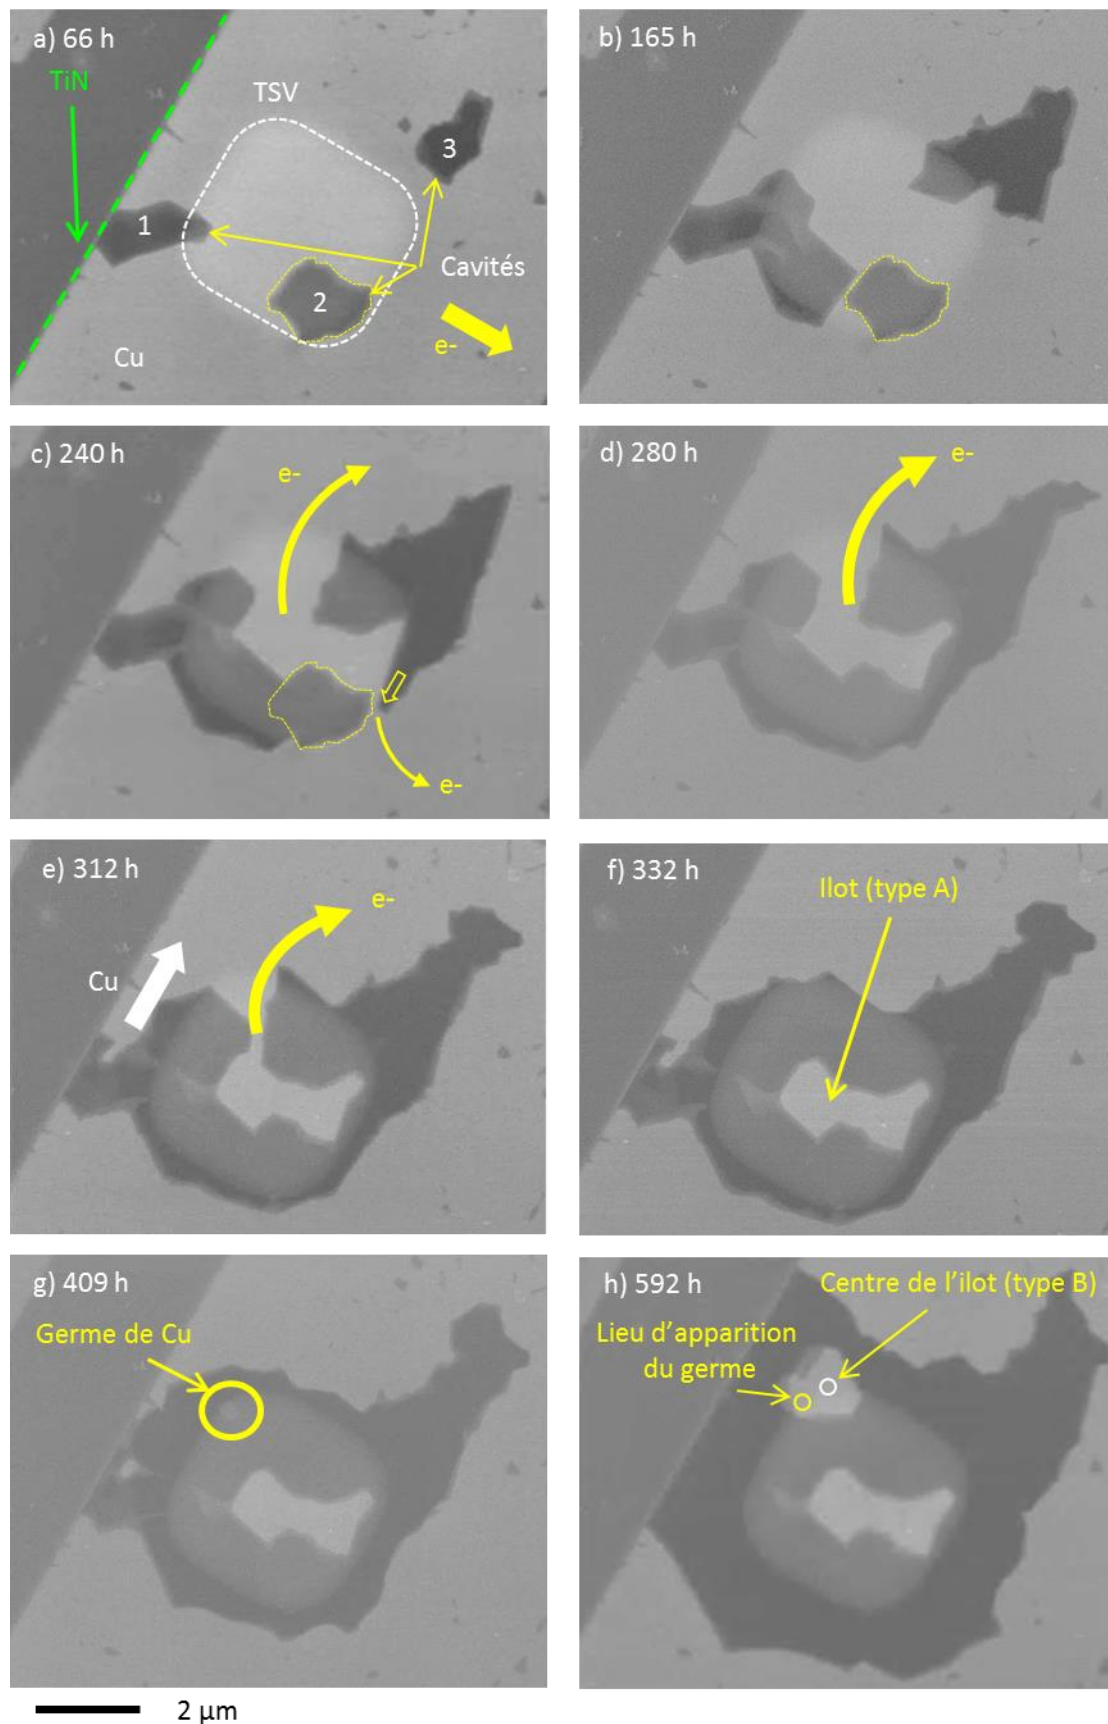 a) 66 h
TiN
TSV
3
1
Cavités
2
e-
Cu
b) 165 h
c) 240 h
e-
e-
d) 280 h
e-
e) 312 h
e-
Cu
f) 332 h
Ilot (type A)
g) 409 h
Germe de Cu
h) 592 h
Centre de l'ilot (type B)
Lieu d'apparition
du germe
2 µm